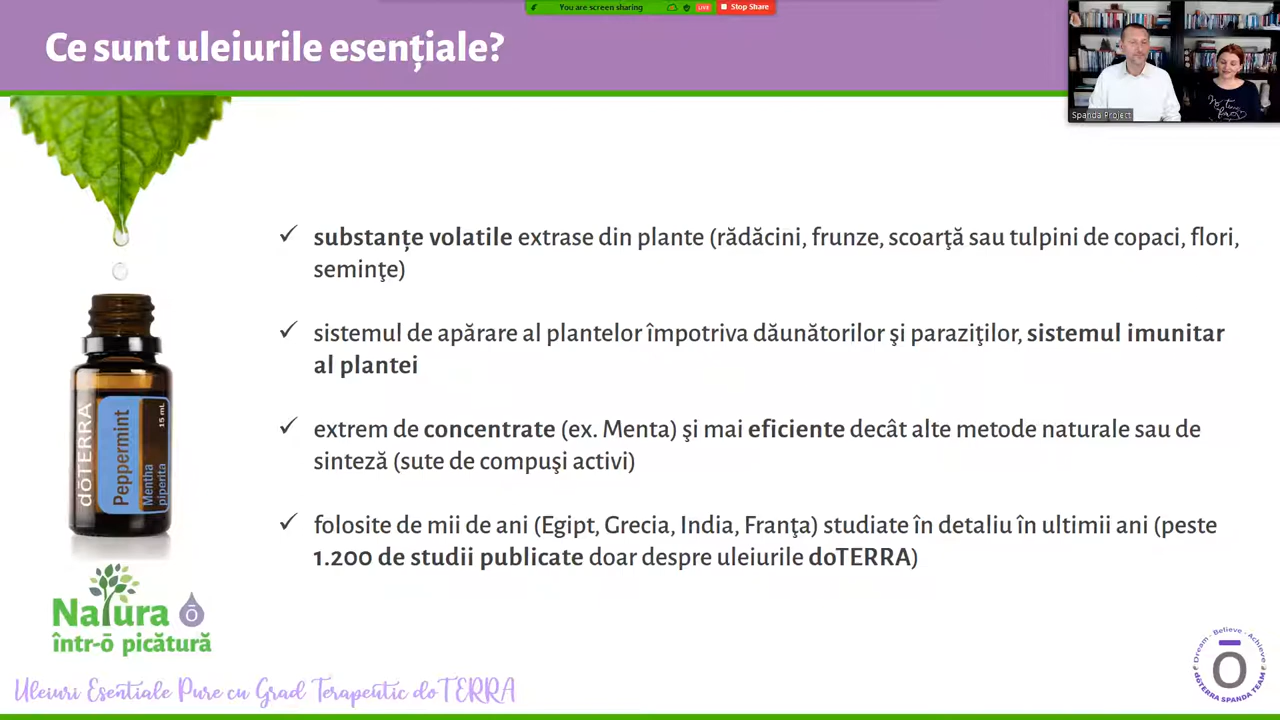 You are screen sharing
LIVE
Stop Share
Ce sunt uleiurile esențiale?
Spanda Project
substanțe volatile extrase din plante (rădăcini, frunze, scoarţă sau tulpini de copaci, flori,
seminţe)
sistemul de apărare al plantelor împotriva dăunătorilor şi paraziţilor, sistemul imunitar
al plantei
extrem de concentrate (ex. Menta) şi mai eficiente decât alte metode naturale sau de
sinteză (sute de compuşi activi)
folosite de mii de ani (Egipt, Grecia, India, Franţa) studiate în detaliu în ultimii ani (peste
1.200 de studii publicate doar despre uleiurile doTERRA)
dōTERRA
Peppermint
Mentha
piperita
15 mL
Natura ō
într-ō picătură
Uleiuri Esentiale Pure cu Grad Terapeutic doTERRA
Dream · Believe · Achieve
Ō
dōTERRA SPANDA TEAM